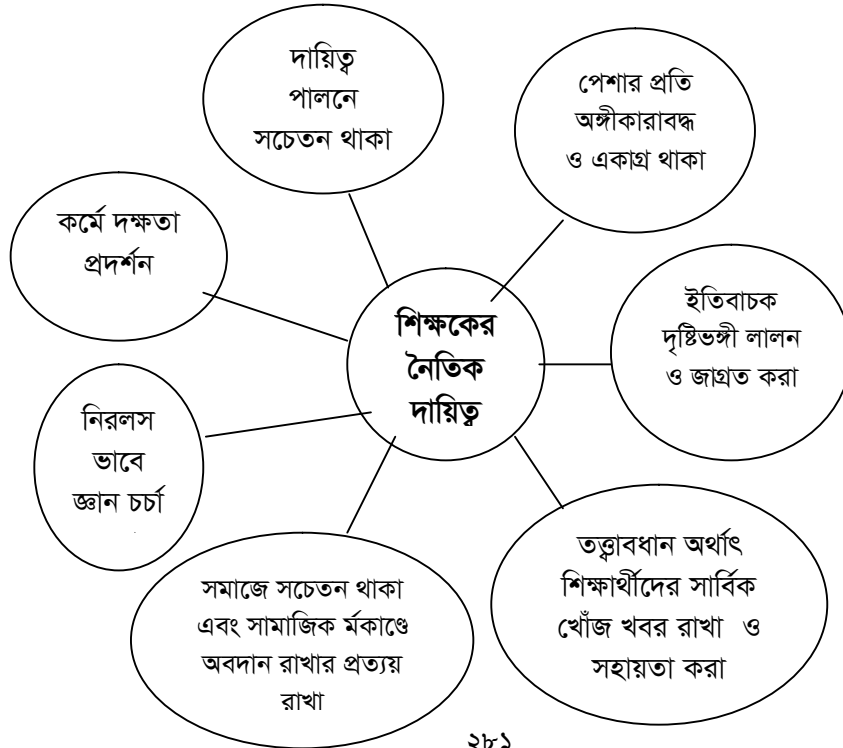 দায়িত্ব
পালনে
সচেতন থাকা
পেশার প্রতি
অঙ্গীকারাবদ্ধ
ও একাগ্র থাকা
কর্মে দক্ষতা
প্রদর্শন
শিক্ষকের
নৈতিক
দায়িত্ব
ইতিবাচক
দৃষ্টিভঙ্গী লালন
ও জাগ্রত করা
নিরলস
ভাবে
জ্ঞান চর্চা
তত্ত্বাবধান অর্থাৎ
শিক্ষার্থীদের সার্বিক
খোঁজ খবর রাখা ও
সহায়তা করা
সমাজে সচেতন থাকা
এবং সামাজিক র্মকাণ্ডে
অবদান রাখার প্রত্যয়
রাখা
২৮১